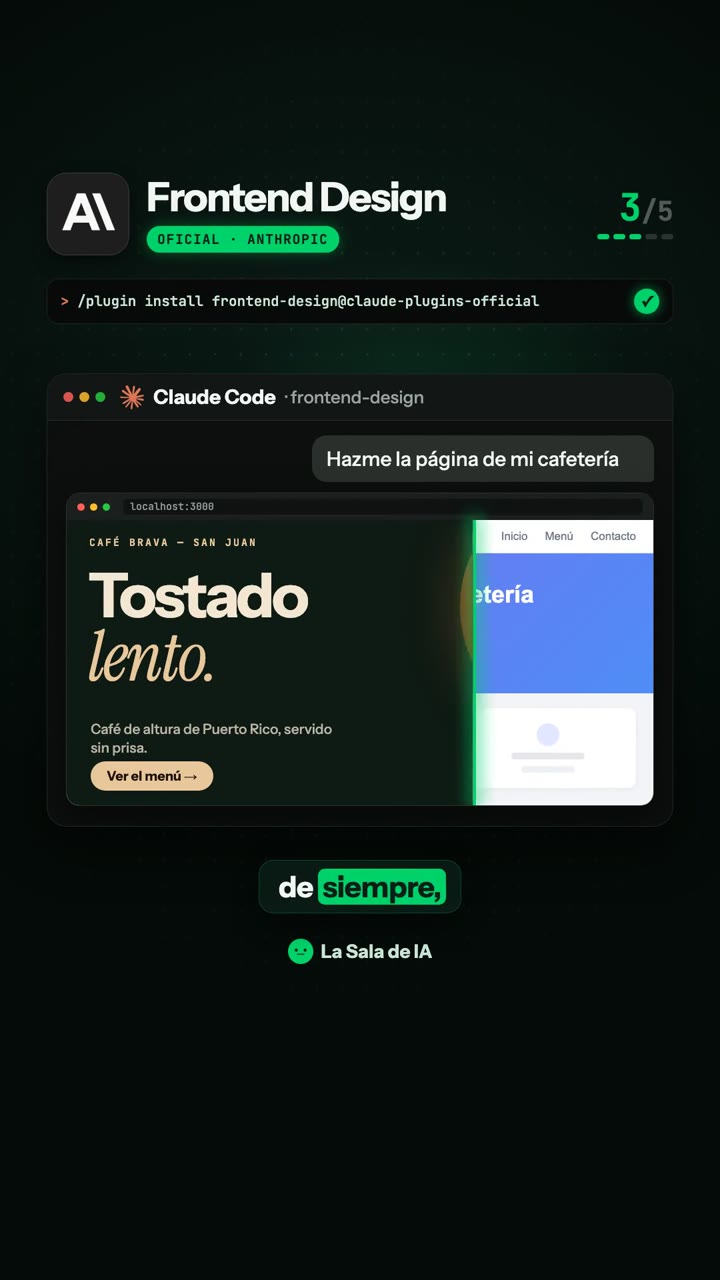 Frontend Design
OFICIAL · ANTHROPIC
3/5
> /plugin install frontend-design@claude-plugins-official
Claude Code · frontend-design
Hazme la página de mi cafetería
localhost:3000
CAFÉ BRAVA — SAN JUAN
Inicio Menú Contacto
Tostado
lento.
etería
Café de altura de Puerto Rico, servido
sin prisa.
Ver el menú →
de siempre,
La Sala de IA